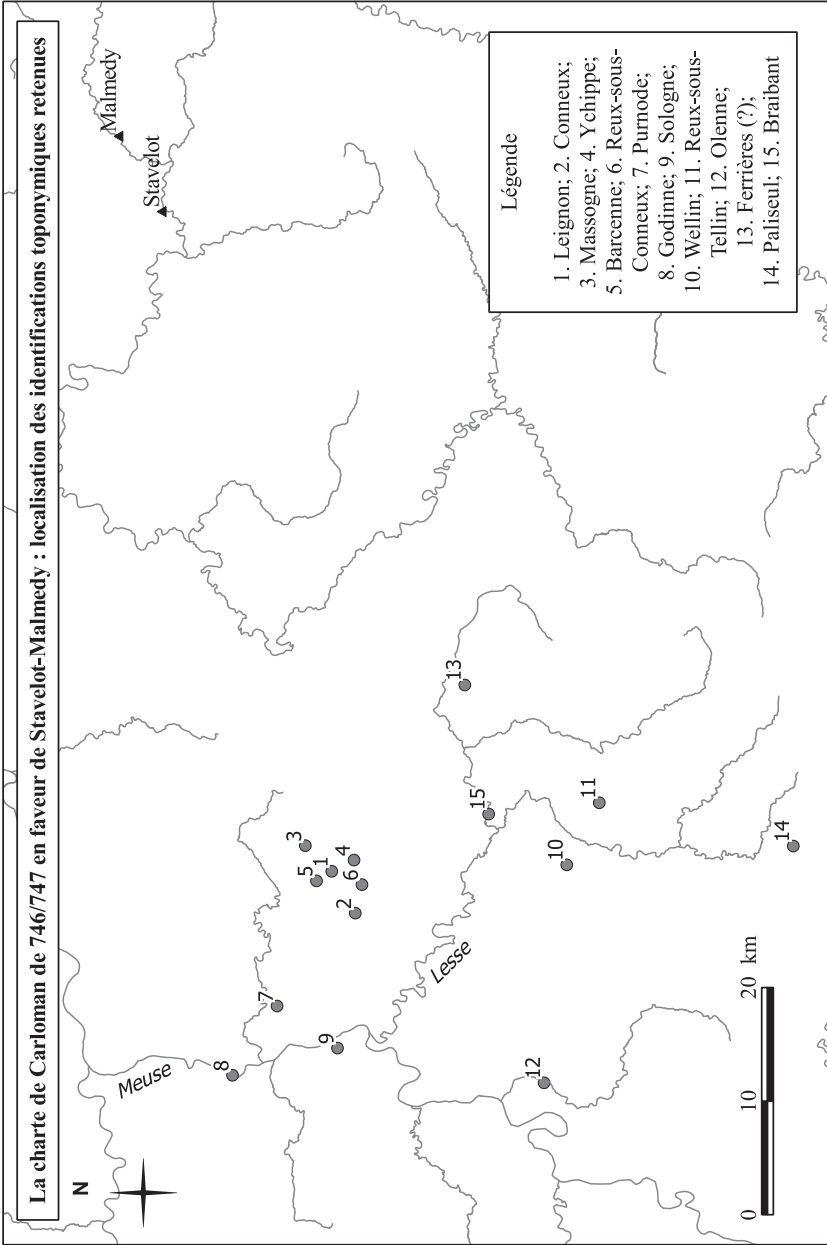 La charte de Carloman de 746/747 en faveur de Stavelot-Malmedy : localisation des identifications toponymiques retenues
N
Meuse
Malmedy
Stavelot
8
7
9
5
3
1
4
6
2
Lesse
13
15
10
11
12
14
0 10 20 km
Légende
1. Leignon; 2. Conneux;
3. Massogne; 4. Ychippe;
5. Barcenne; 6. Reux-sous-
Conneux; 7. Purnode;
8. Godinne; 9. Sologne;
10. Wellin; 11. Reux-sous-
Tellin; 12. Olenne;
13. Ferrières (?);
14. Paliseul; 15. Braibant